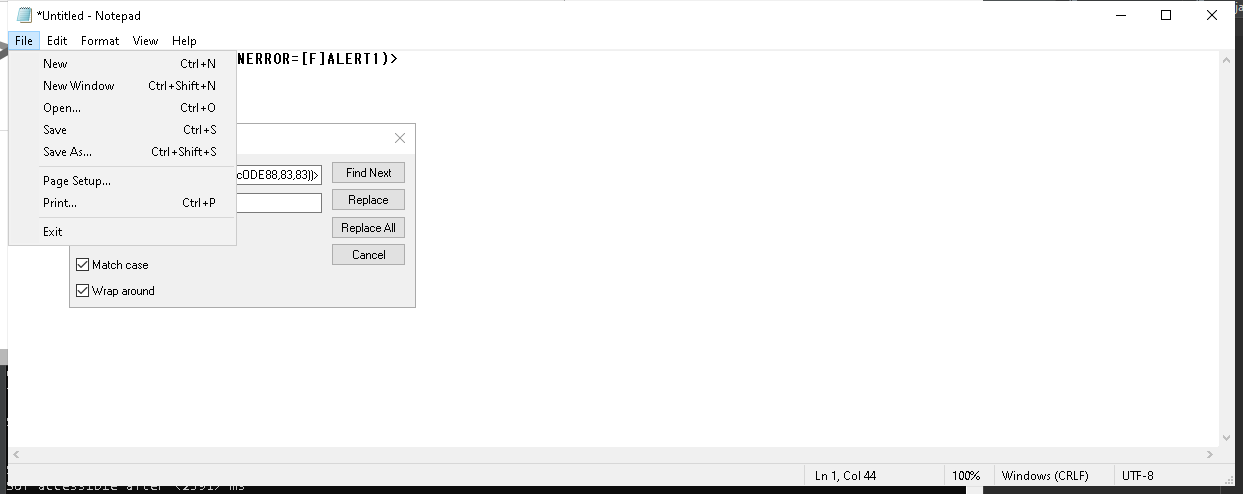 *Untitled - Notepad
File Edit Format View Help
NERROR=[F]ALERT1)>
New Ctrl+N
New Window Ctrl+Shift+N
Open... Ctrl+O
Save Ctrl+S
Save As... Ctrl+Shift+S
Page Setup...
Print... Ctrl+P
Exit
cODE88,83,83))>
Find Next
Replace
Replace All
Cancel
Match case
Wrap around
Ln 1, Col 44 100% Windows (CRLF) UTF-8
accessible after <2391> ms